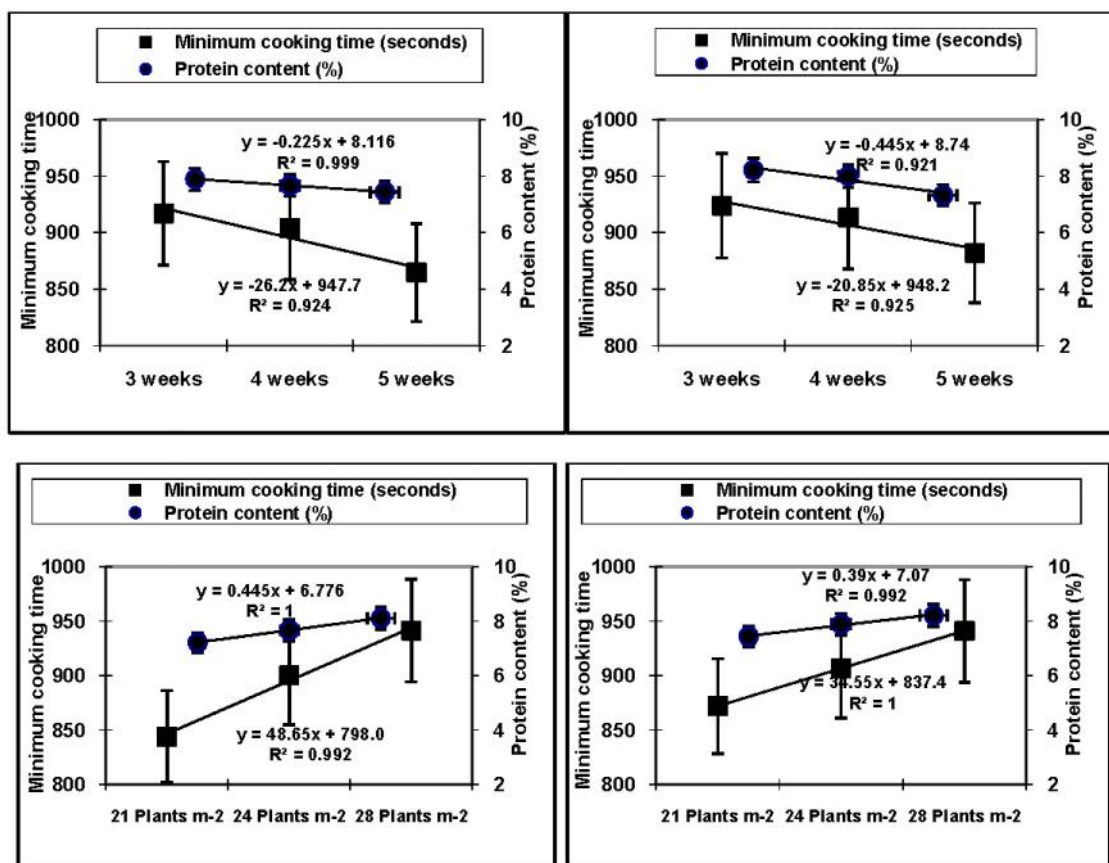 Minimum cooking time (seconds)
Protein content (%)
Minimum cooking time
1000
950
900
850
800
y = -0.225x + 8.116
R² = 0.999
y = -26.2x + 947.7
R² = 0.924
10
8
6
4
2
Protein content (%)
3 weeks 4 weeks 5 weeks
Minimum cooking time (seconds)
Protein content (%)
Minimum cooking time
1000
950
900
850
800
y = -0.445x + 8.74
R² = 0.921
y = -20.85x + 948.2
R² = 0.925
10
8
6
4
2
Protein content (%)
3 weeks 4 weeks 5 weeks
Minimum cooking time (seconds)
Protein content (%)
Minimum cooking time
1000
950
900
850
800
y = 0.445x + 6.776
R² = 1
y = 48.65x + 798.0
R² = 0.992
10
8
6
4
2
Protein content (%)
21 Plants m-2 24 Plants m-2 28 Plants m-2
Minimum cooking time (seconds)
Protein content (%)
Minimum cooking time
1000
950
900
850
800
y = 0.39x + 7.07
R² = 0.992
y = 34.55x + 837.4
R² = 1
10
8
6
4
2
Protein content (%)
21 Plants m-2 24 Plants m-2 28 Plants m-2